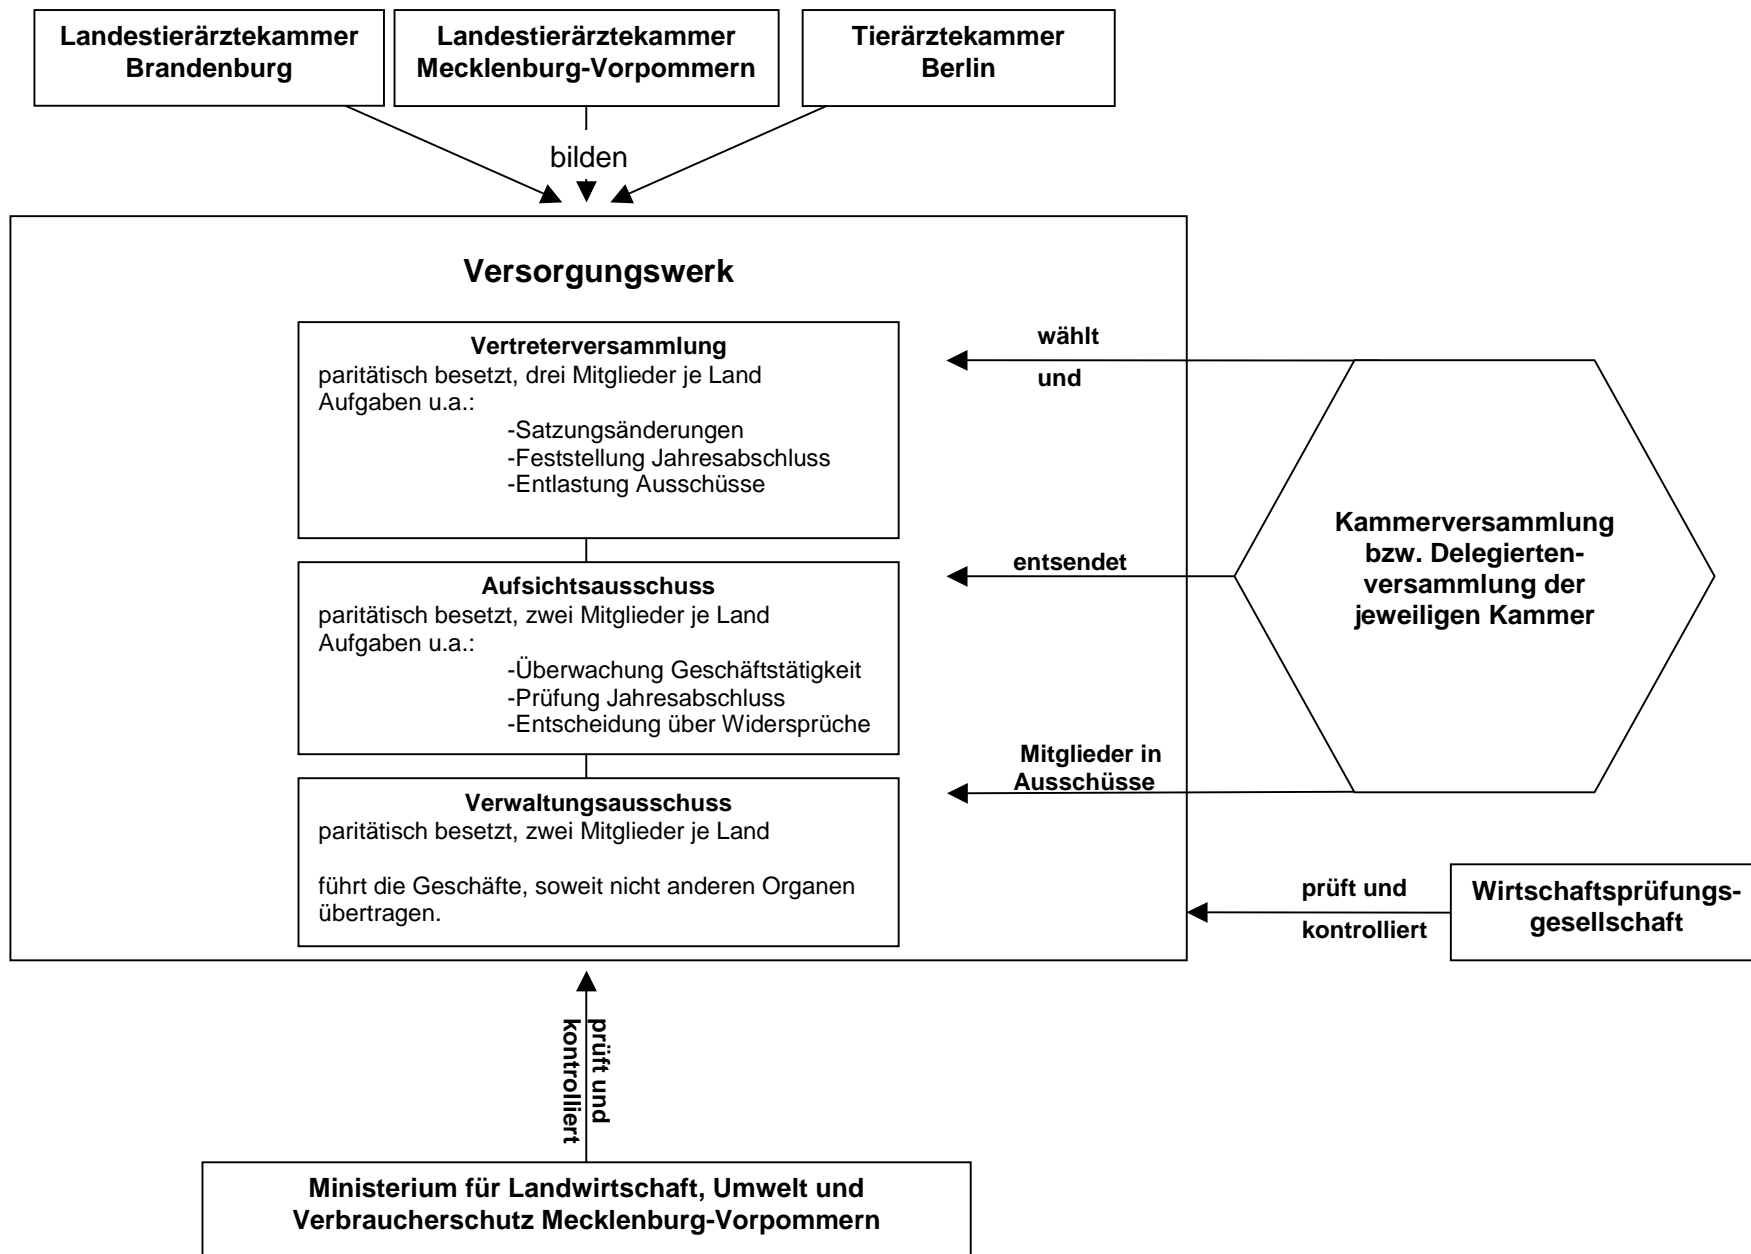 Landestierärztekammer
Brandenburg
Landestierärztekammer
Mecklenburg-Vorpommern
Tierärztekammer
Berlin
bilden
Versorgungswerk
Vertreterversammlung
paritätisch besetzt, drei Mitglieder je Land
Aufgaben u.a.:
-Satzungsänderungen
-Feststellung Jahresabschluss
-Entlastung Ausschüsse
wählt
und
Aufsichtsausschuss
paritätisch besetzt, zwei Mitglieder je Land
Aufgaben u.a.:
-Überwachung Geschäftstätigkeit
-Prüfung Jahresabschluss
-Entscheidung über Widersprüche
entsendet
Verwaltungsausschuss
paritätisch besetzt, zwei Mitglieder je Land
führt die Geschäfte, soweit nicht anderen Organen
übertragen.
Mitglieder in
Ausschüsse
Kammerversammlung
bzw. Delegierten-
versammlung der
jeweiligen Kammer
prüft und
kontrolliert
Wirtschaftsprüfungs-
gesellschaft
prüft und
kontrolliert
Ministerium für Landwirtschaft, Umwelt und
Verbraucherschutz Mecklenburg-Vorpommern